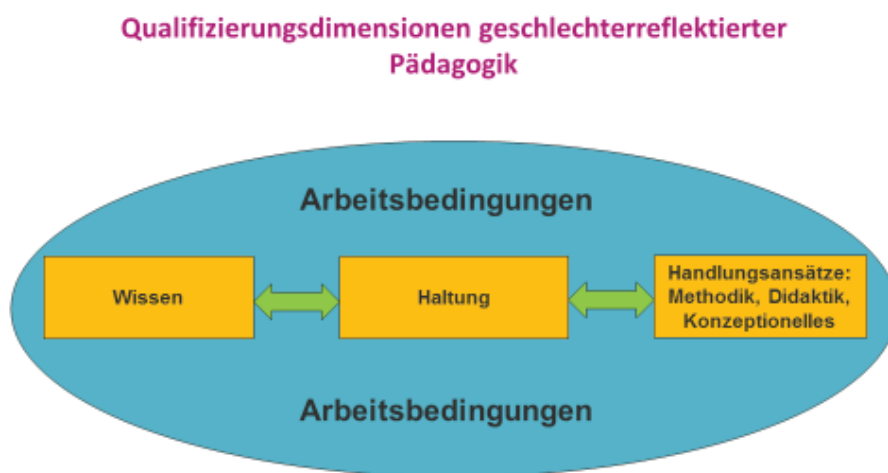 Qualifizierungsdimensionen geschlechterreflektierter
Pädagogik
Arbeitsbedingungen
Wissen
Haltung
Handlungsansätze:
Methodik, Didaktik,
Konzeptionelles
Arbeitsbedingungen